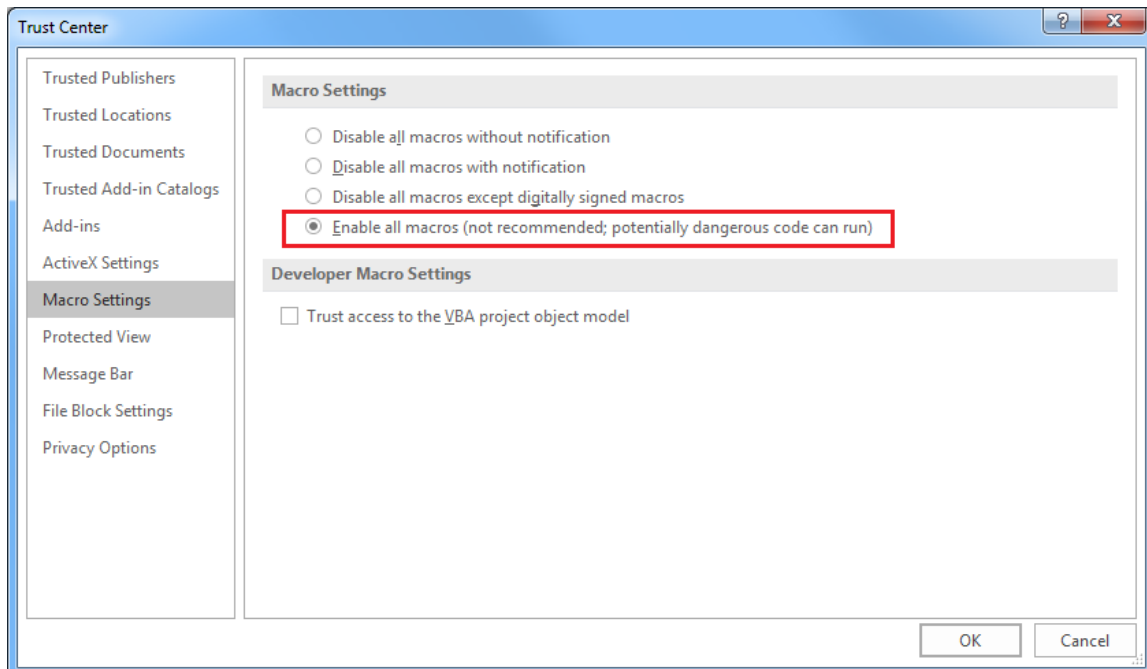 Trust Center
Trusted Publishers
Trusted Locations
Trusted Documents
Trusted Add-in Catalogs
Add-ins
ActiveX Settings
Macro Settings
Protected View
Message Bar
File Block Settings
Privacy Options
Macro Settings
Disable all macros without notification
Disable all macros with notification
Disable all macros except digitally signed macros
Enable all macros (not recommended; potentially dangerous code can run)
Developer Macro Settings
Trust access to the VBA project object model
OK
Cancel